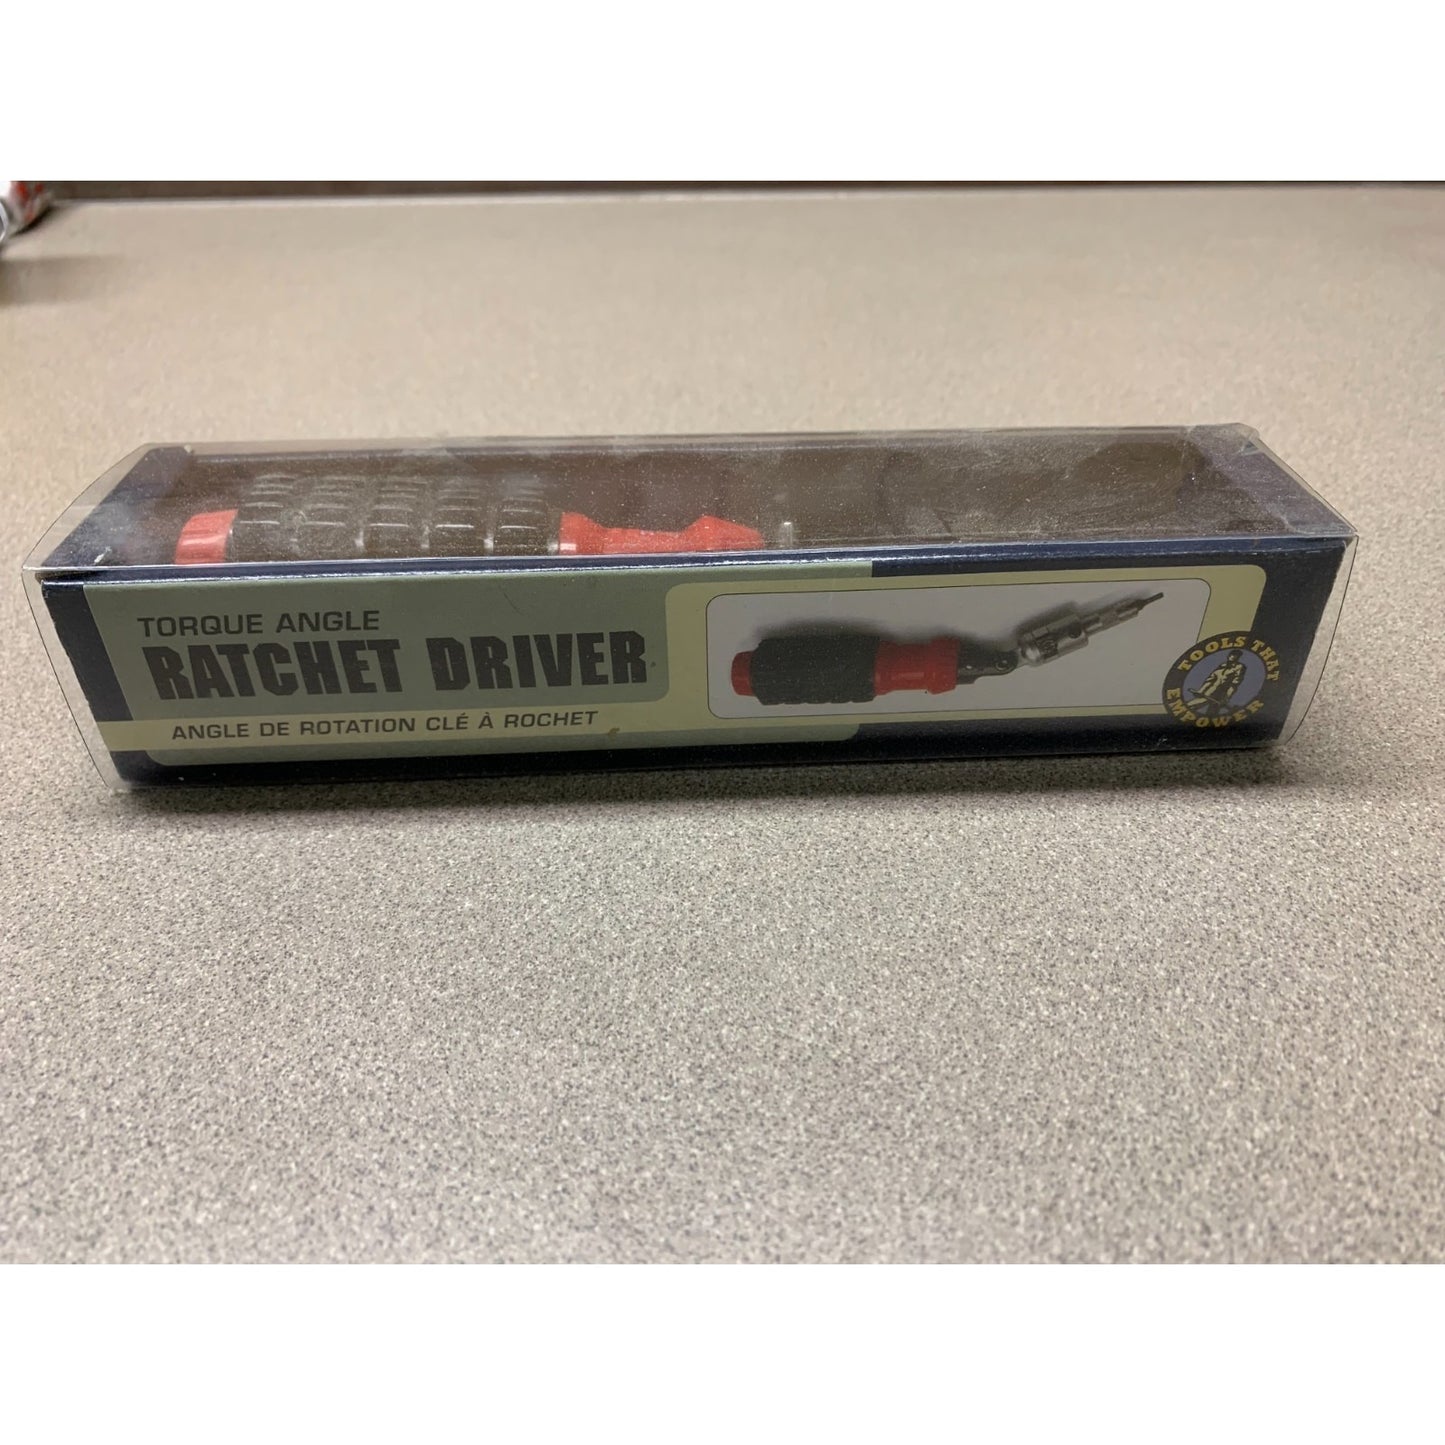 TORQUE ANGLE
RATCHET DRIVER
ANGLE DE ROTATION CLÉ À ROCHET
TOOLS THAT
EMPOWER